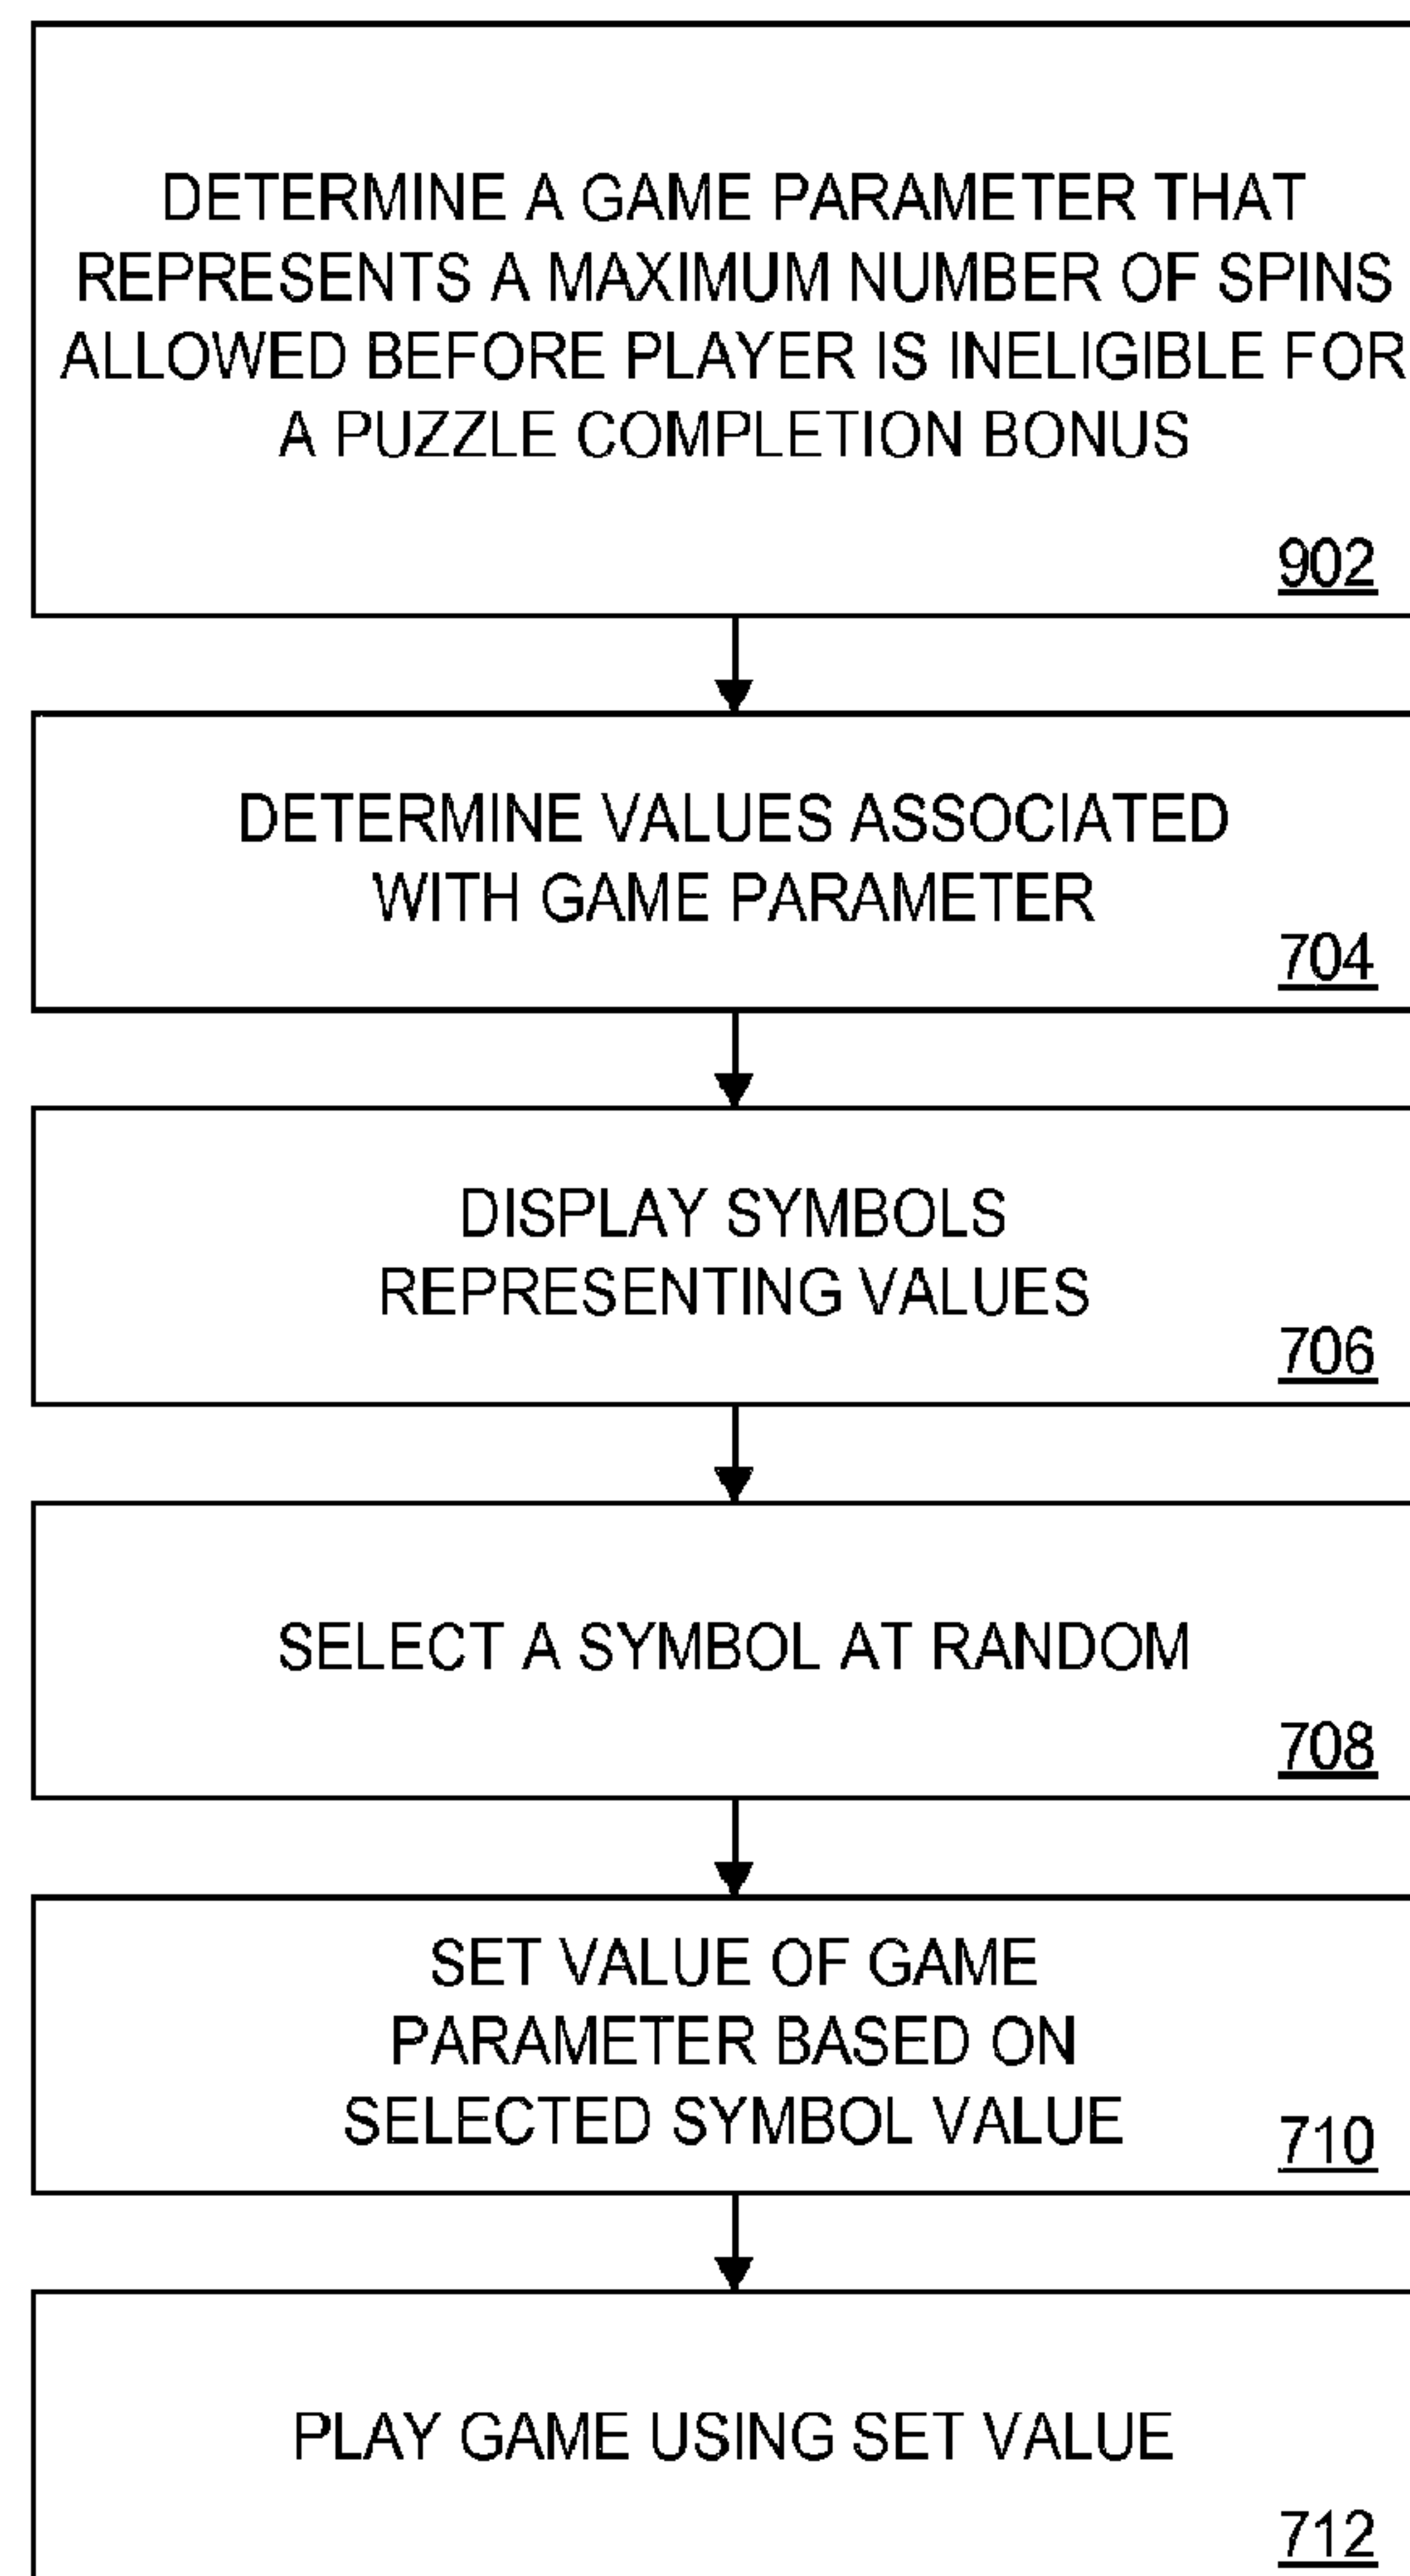 DETERMINE A GAME PARAMETER THAT
REPRESENTS A MAXIMUM NUMBER OF SPINS
ALLOWED BEFORE PLAYER IS INELIGIBLE FOR
A PUZZLE COMPLETION BONUS
902
DETERMINE VALUES ASSOCIATED
WITH GAME PARAMETER
704
DISPLAY SYMBOLS
REPRESENTING VALUES
706
SELECT A SYMBOL AT RANDOM
708
SET VALUE OF GAME
PARAMETER BASED ON
SELECTED SYMBOL VALUE
710
PLAY GAME USING SET VALUE
712